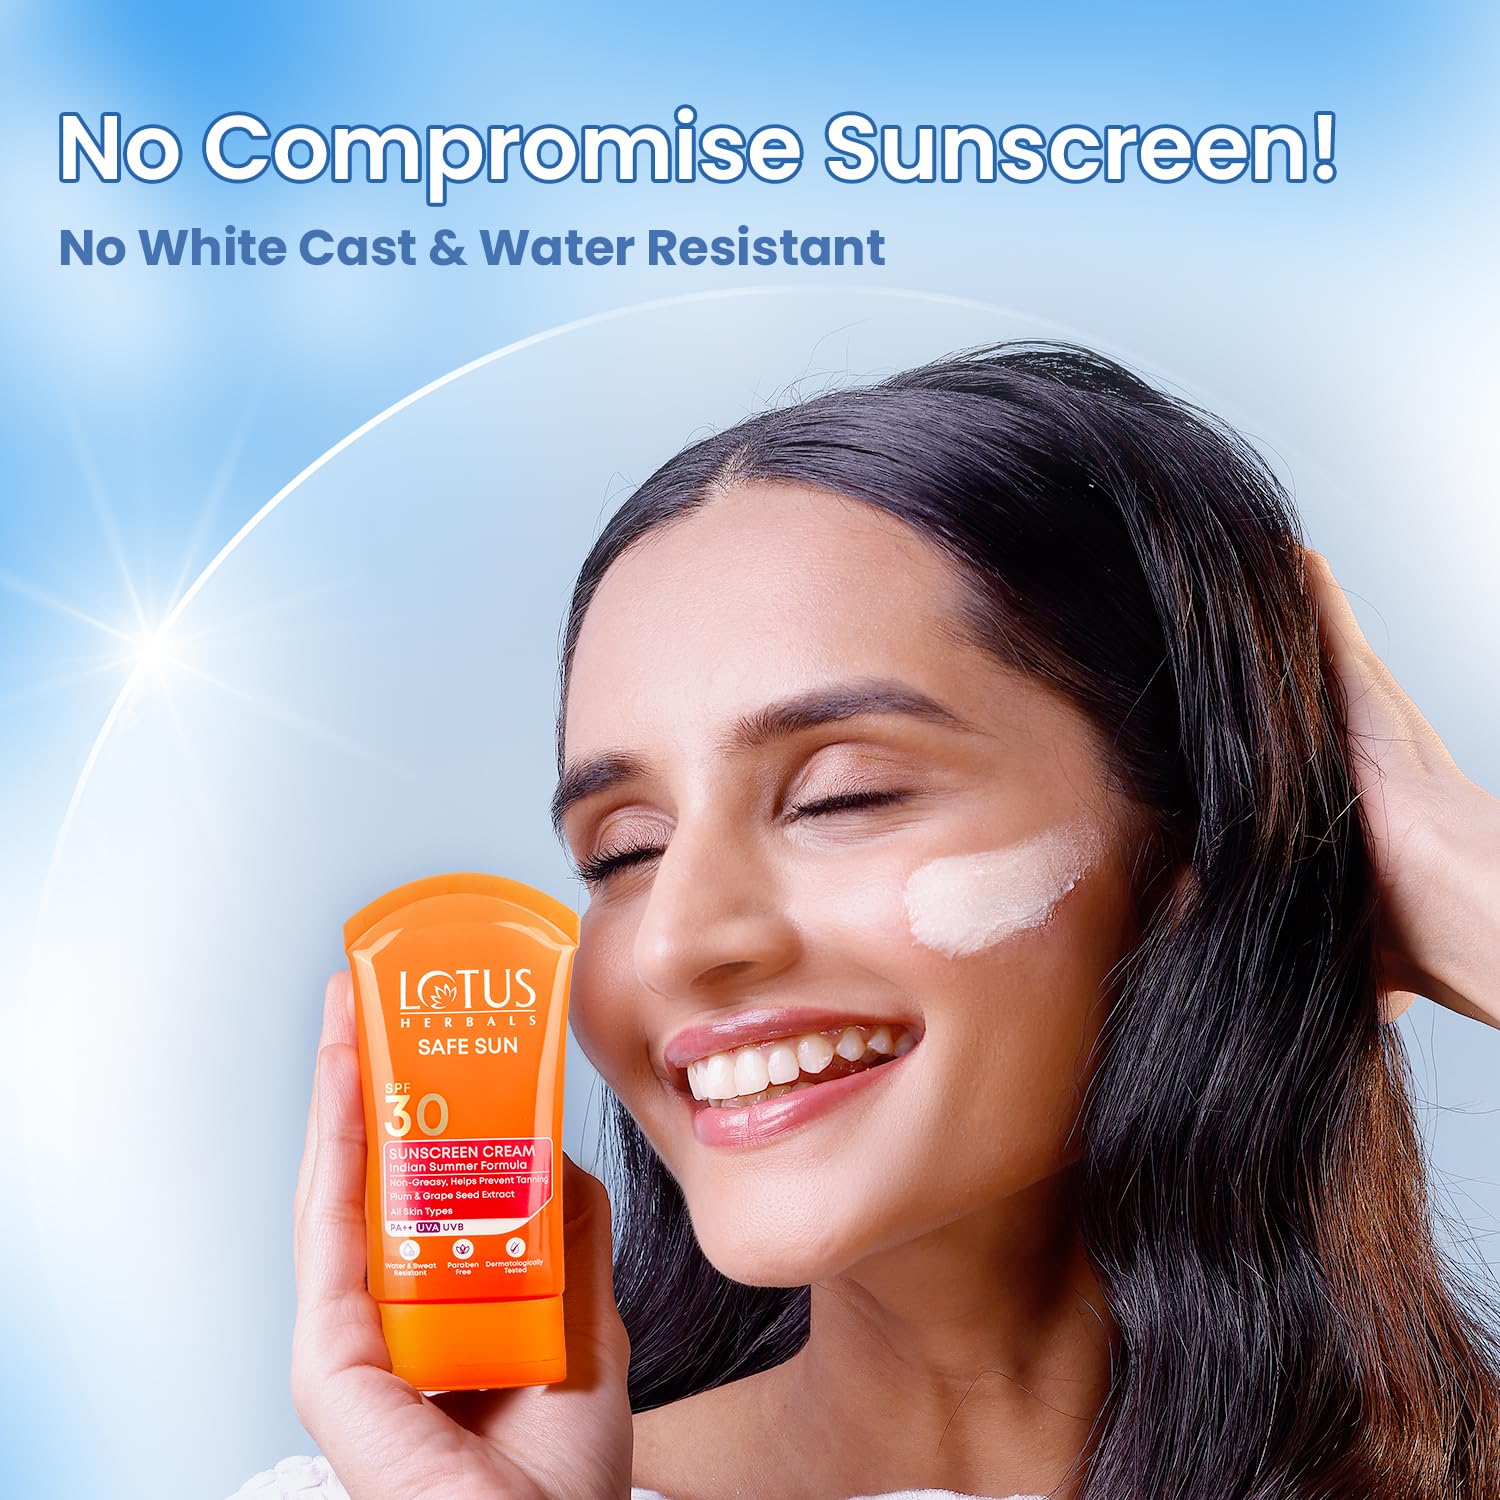 No Compromise Sunscreen!
No White Cast & Water Resistant
LOTUS
HERBALS
SAFE SUN
SPF
30
SUNSCREEN CREAM
Indian Summer Formula
Non-Greasy, Helps Prevent Tanning
Plum & Grape Seed Extract
All Skin Types
PA++ UVA UVB
Water & Sweat Resistant
Paraben Free
Dermatologically Tested